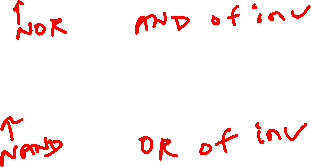 ↑NOR AND of inv
↑NAND OR of inv